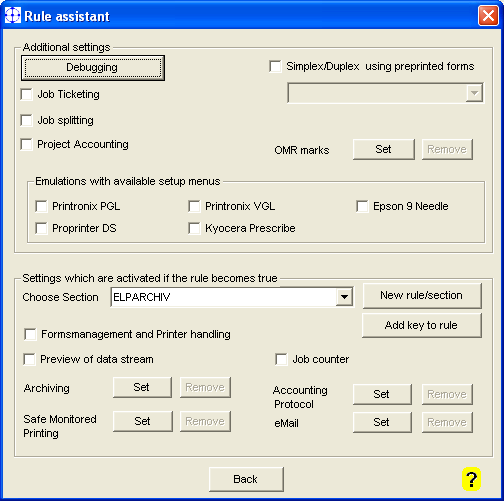 Rule assistant
Additional settings
Debugging
Simplex/Duplex using preprinted forms
Job Ticketing
Job splitting
Project Accounting
OMR marks Set Remove
Emulations with available setup menus
Printronix PGL Printronix VGL Epson 9 Needle
Proprinter DS Kyocera Prescribe
Settings which are activated if the rule becomes true
Choose Section ELPARCHIV New rule/section
Add key to rule
Formsmanagement and Printer handling
Preview of data stream Job counter
Archiving Set Remove
Accounting
Protocol Set Remove
Safe Monitored
Printing Set Remove
eMail Set Remove
Back ?